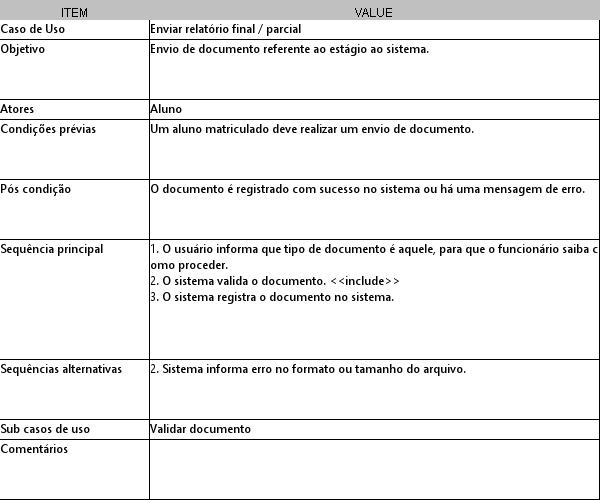 ITEM VALUE
Caso de Uso Enviar relatório final / parcial
Objetivo Envio de documento referente ao estágio ao sistema.
Atores Aluno
Condições prévias Um aluno matriculado deve realizar um envio de documento.
Pós condição O documento é registrado com sucesso no sistema ou há uma mensagem de erro.
Sequência principal 1. O usuário informa que tipo de documento é aquele, para que o funcionário saiba c
omo proceder.
2. O sistema valida o documento. <<include>>
3. O sistema registra o documento no sistema.
Sequências alternativas 2. Sistema informa erro no formato ou tamanho do arquivo.
Sub casos de uso Validar documento
Comentários